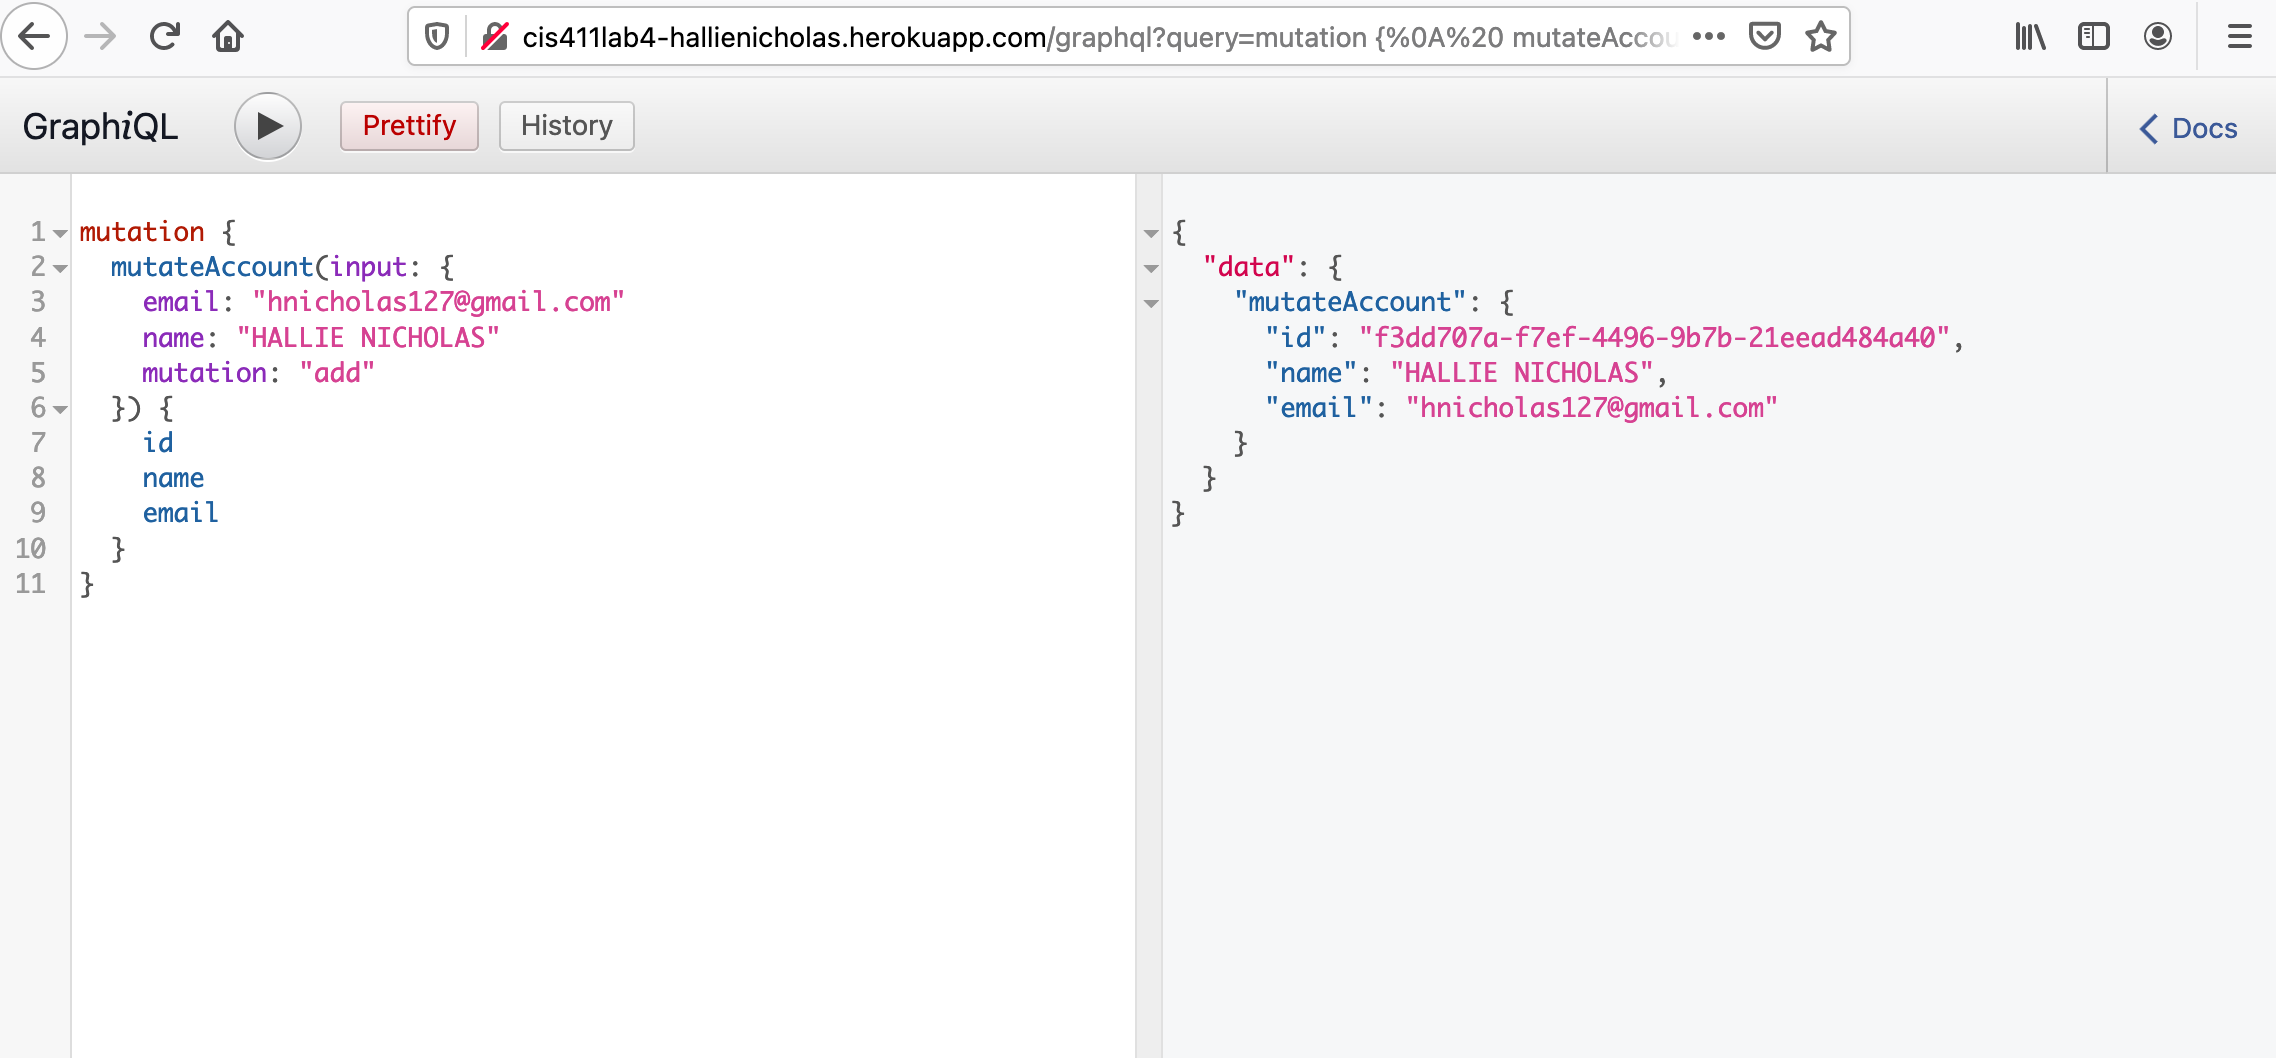 cis411lab4-hallienicholas.herokuapp.com/graphql?query=mutation {%0A%20 mutateAccou
GraphiQL Prettify History Docs
1 mutation {
2 mutateAccount(input: {
3 email: "hnicholas127@gmail.com"
4 name: "HALLIE NICHOLAS"
5 mutation: "add"
6 }) {
7 id
8 name
9 email
10 }
11 }
{
"data": {
"mutateAccount": {
"id": "f3dd707a-f7ef-4496-9b7b-21eead484a40",
"name": "HALLIE NICHOLAS",
"email": "hnicholas127@gmail.com"
}
}
}